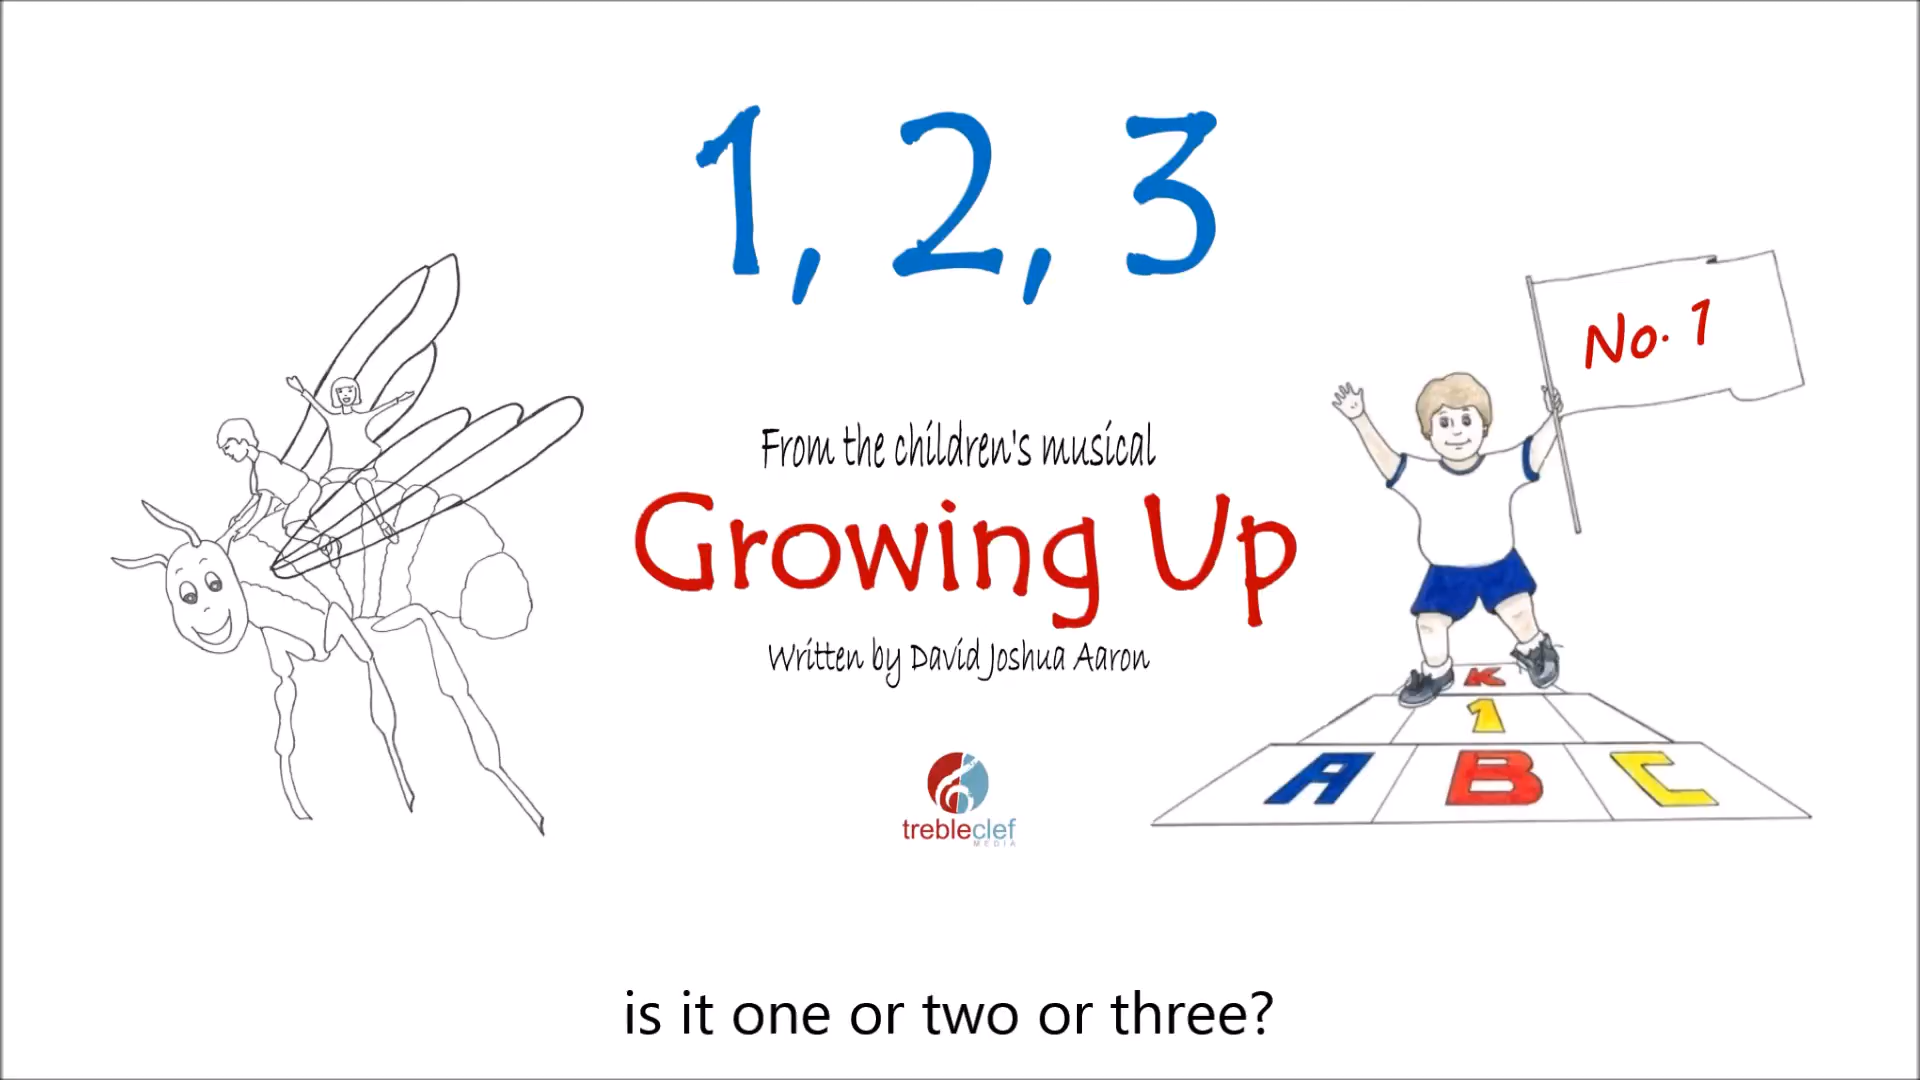 1, 2, 3
No. 1
From the children's musical
Growing Up
Written by David Joshua Aaron
K
1
A B C
trebleclef
MEDIA
is it one or two or three?